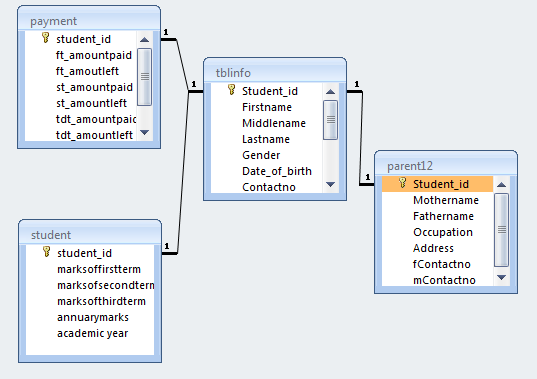 payment
student_id
ft_amountpaid
ft_amoutleft
st_amountpaid
st_amountleft
tdt_amountpaid
tdt_amountleft
1
1
tblinfo
Student_id
Firstname
Middlename
Lastname
Gender
Date_of_birth
Contactno
1
1
parent12
Student_id
Mothername
Fathername
Occupation
Address
fContactno
mContactno
student
student_id
marksoffirstterm
marksofsecondterm
marksofthirdterm
annuarymarks
academic year
1